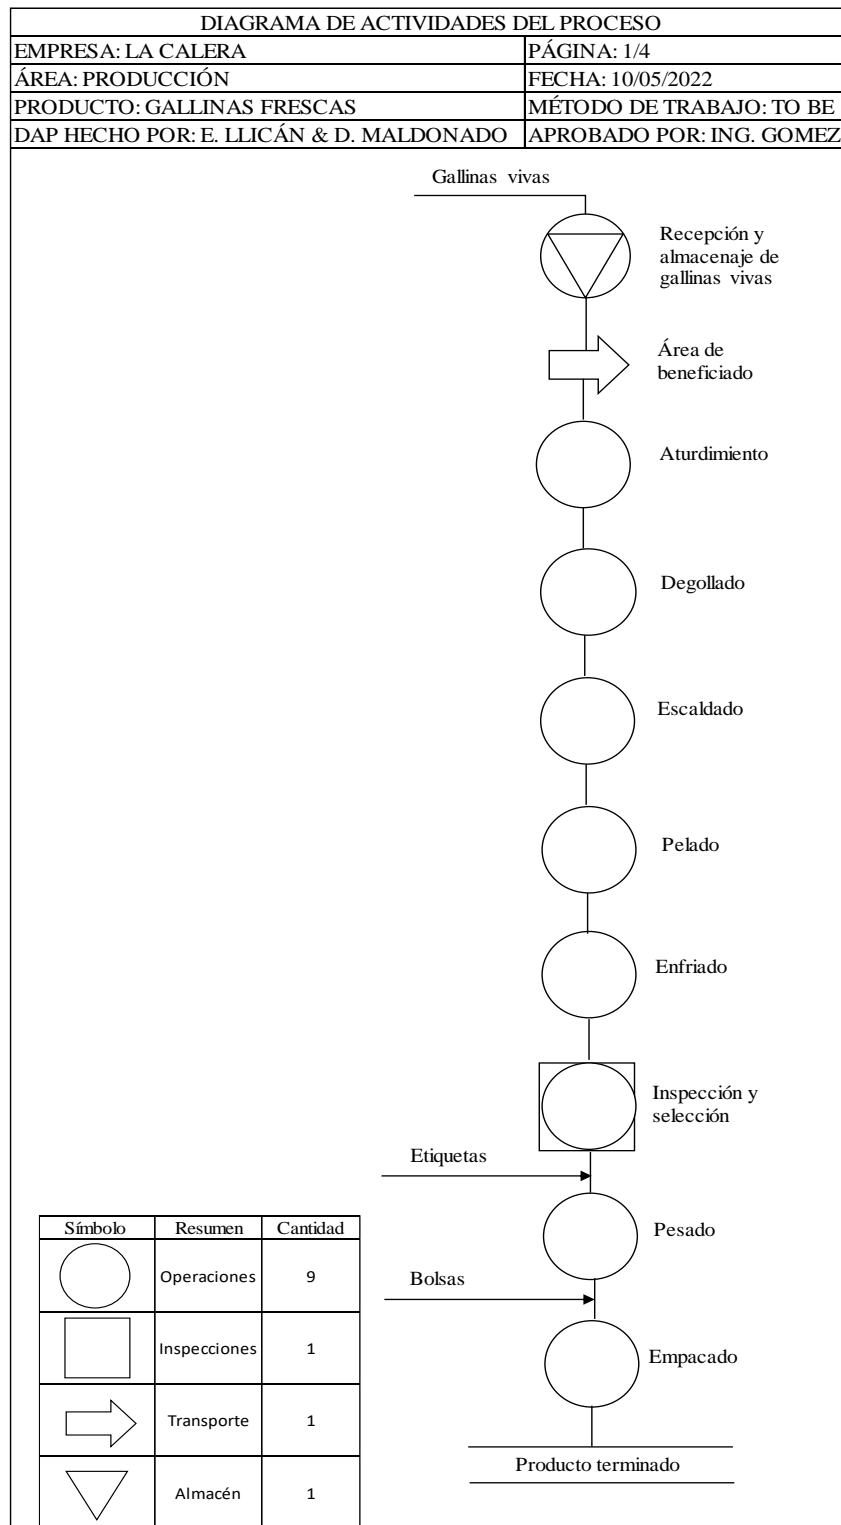 DIAGRAMA DE ACTIVIDADES DEL PROCESO
EMPRESA: LA CALERA
PÁGINA: 1/4
ÁREA: PRODUCCIÓN
FECHA: 10/05/2022
PRODUCTO: GALLINAS FRESCAS
MÉTODO DE TRABAJO: TO BE
DAP HECHO POR: E. LLICÁN & D. MALDONADO
APROBADO POR: ING. GOMEZ
Gallinas vivas
Recepción y
almacenaje de
gallinas vivas
Área de
beneficiado
Aturdimiento
Degollado
Escaldado
Pelado
Enfriado
Inspección y
selección
Etiquetas
Pesado
Bolsas
Empacado
Producto terminado
Símbolo Resumen Cantidad
Operaciones 9
Inspecciones 1
Transporte 1
Almacén 1